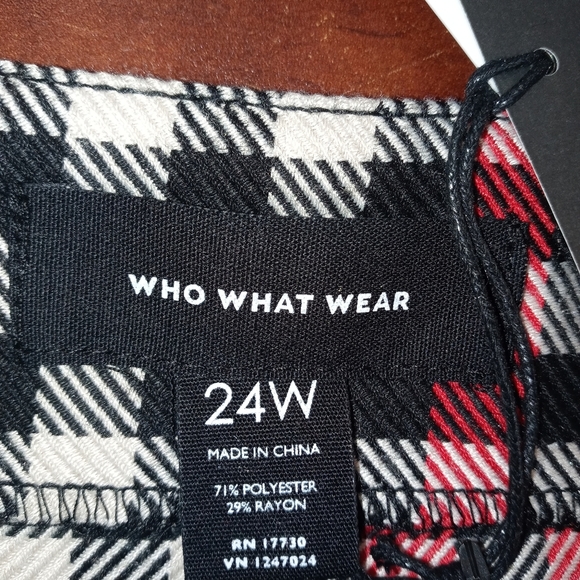 WHO WHAT WEAR
24W
MADE IN CHINA
71% POLYESTER
29% RAYON
RN 17730
VN 1247024